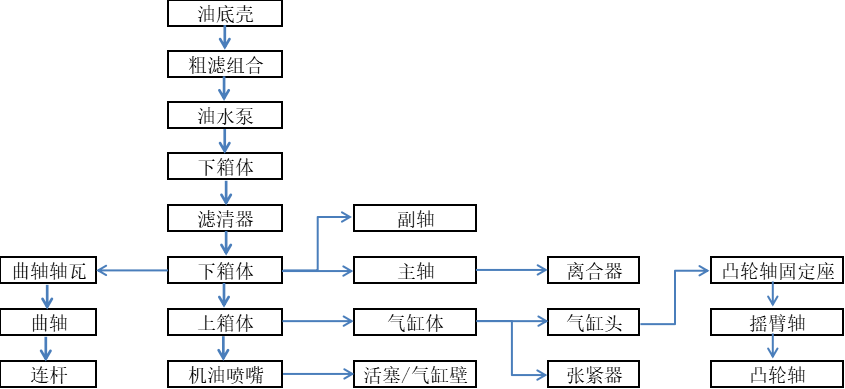 油底壳
粗滤组合
油水泵
下箱体
滤清器
副轴
曲轴轴瓦
下箱体
主轴
离合器
凸轮轴固定座
曲轴
上箱体
气缸体
气缸头
摇臂轴
连杆
机油喷嘴
活塞/气缸壁
张紧器
凸轮轴